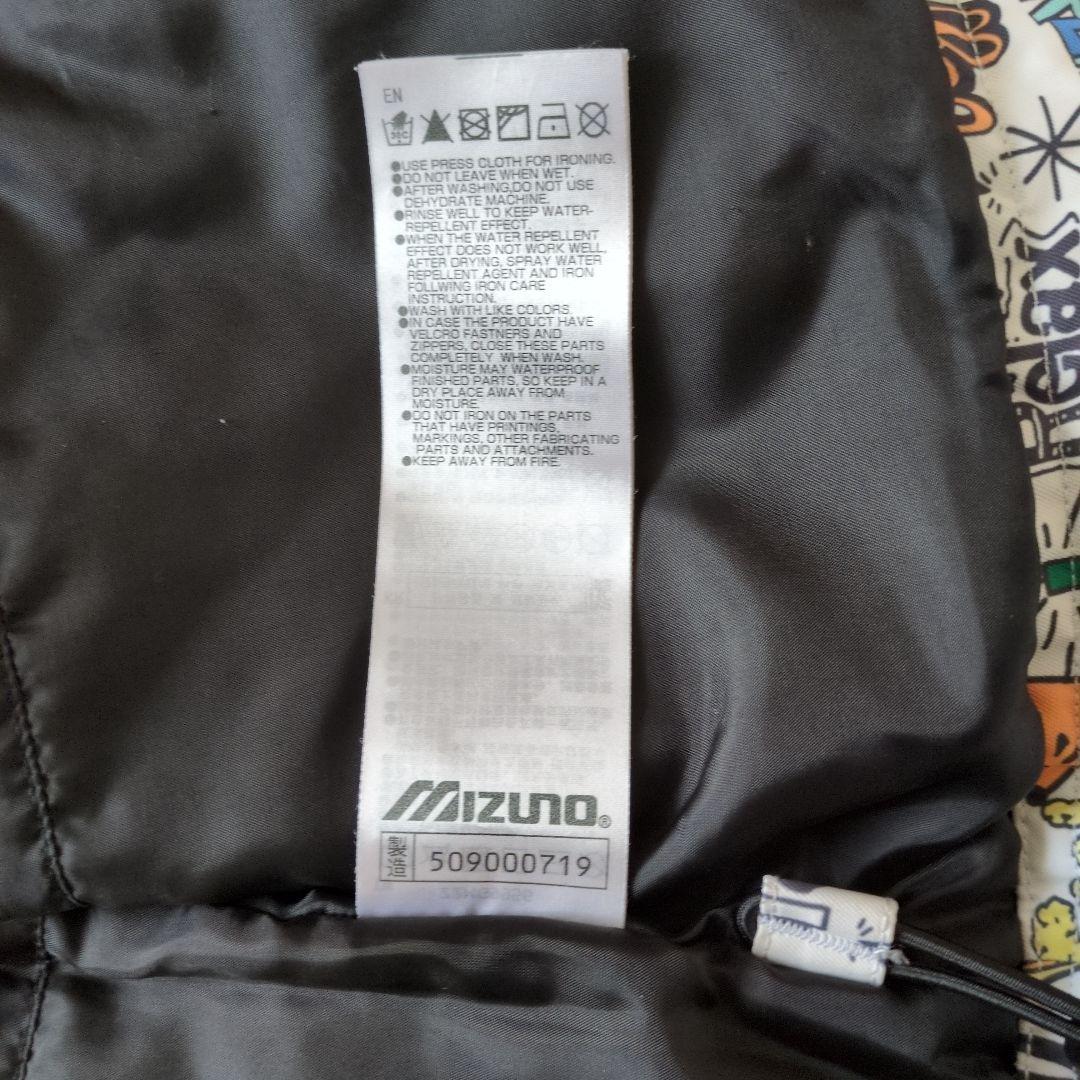 EN
30C
●USE PRESS CLOTH FOR IRONING.
●DO NOT LEAVE WHEN WET.
●AFTER WASHING,DO NOT USE
DEHYDRATE MACHINE.
●RINSE WELL TO KEEP WATER-
REPELLENT EFFECT.
●WHEN THE WATER REPELLENT
EFFECT DOES NOT WORK WELL,
AFTER DRYING, SPRAY WATER
REPELLENT AGENT AND IRON
FOLLWING IRON CARE
INSTRUCTION.
●WASH WITH LIKE COLORS.
●IN CASE THE PRODUCT HAVE
VELCRO FASTNERS AND
ZIPPERS, CLOSE THESE PARTS
COMPLETELY WHEN WASH.
●MOISTURE MAY WATERPROOF
FINISHED PARTS, SO KEEP IN A
DRY PLACE AWAY FROM
MOISTURE.
●DO NOT IRON ON THE PARTS
THAT HAVE PRINTINGS,
MARKINGS, OTHER FABRICATING
PARTS AND ATTACHMENTS.
●KEEP AWAY FROM FIRE.
MIZUNO®
製造 509000719